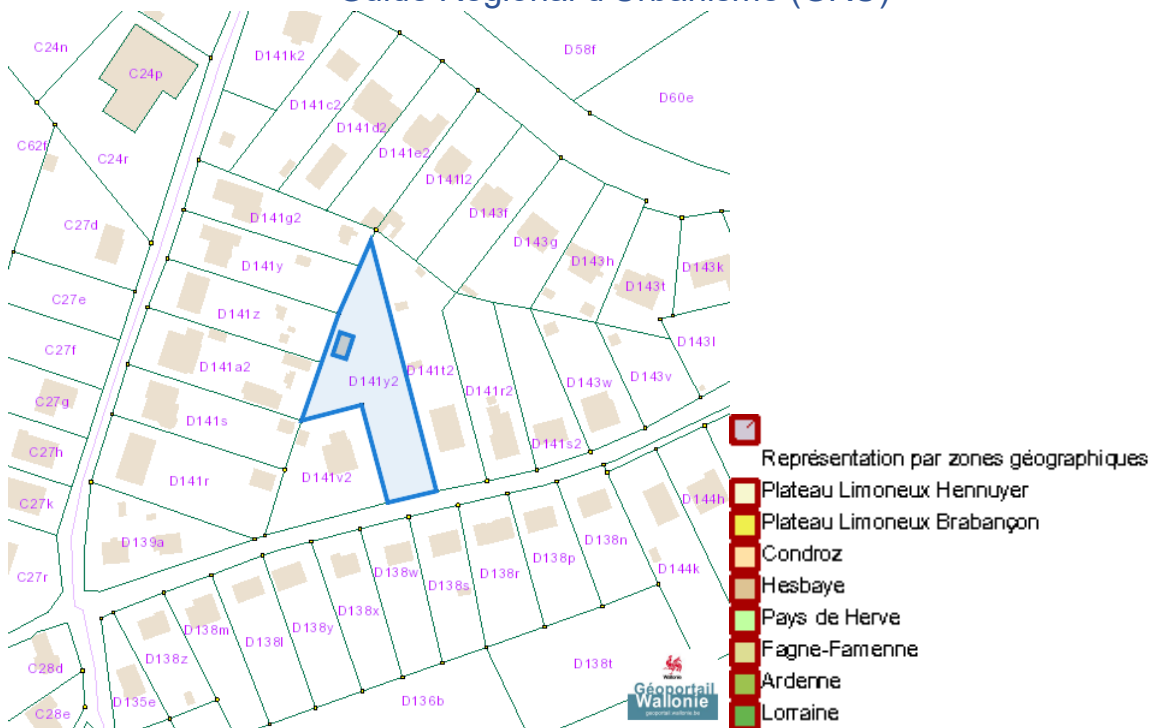 Guide Régional d'Urbanisme (GRU)
C24n
D141k2
D58f
C24p
D60e
D141c2
D141d2
C62f
C24r
D141e2
D141l2
D143f
D141g2
C27d
D143g
D141y
D143h
D143k
D143t
C27e
D141z
D143l
C27f
D141a2
D141y2
D141t2
D143w
D143v
D141r2
C27g
D141s
D141s2
C27h
D141v2
D141r
D144h
C27k
D139a
D138n
D138p
C27r
D138w
D138r
D144k
D138s
D138x
D138m
D138y
D138l
D138z
C28d
D138t
D135e
D136b
C28e
Wallonie
Géoportail
Wallonie
geoportail.wallonie.be
Représentation par zones géographiques
Plateau Limoneux Hennuyer
Plateau Limoneux Brabançon
Condroz
Hesbaye
Pays de Herve
Fagne-Famenne
Ardenne
Lorraine